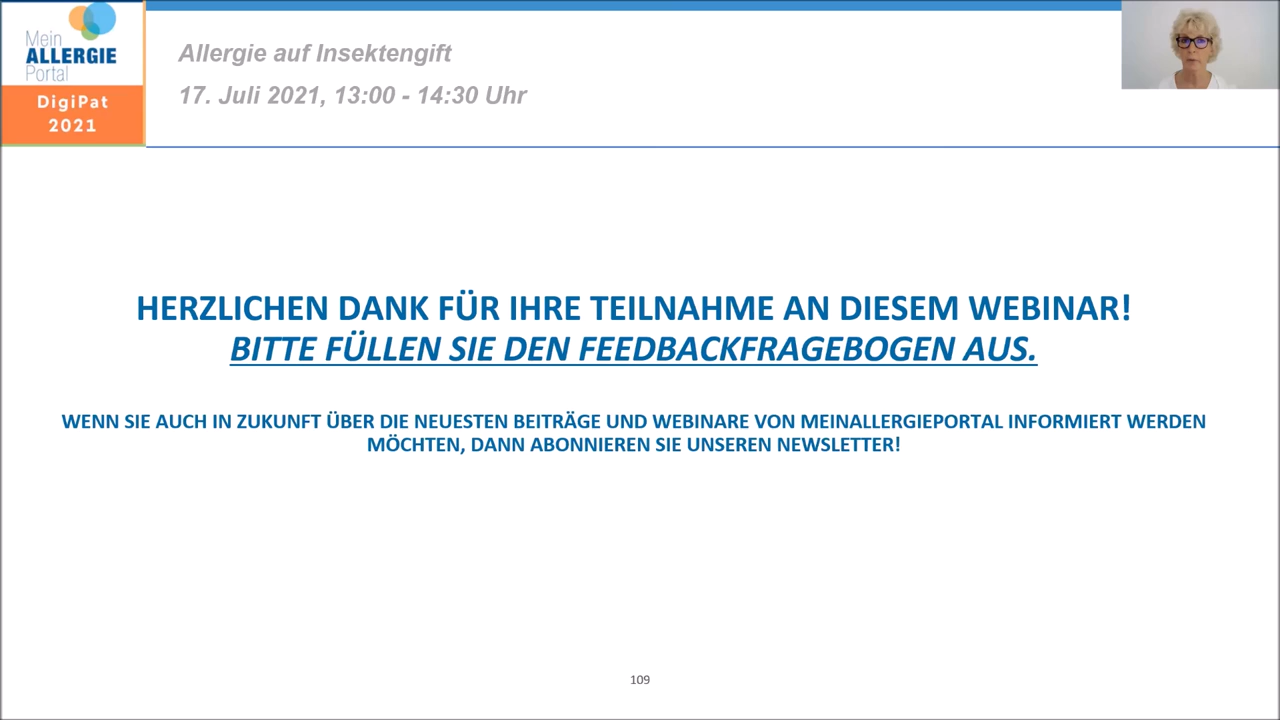 Mein
ALLERGIE
Portal
DigiPat
2021
Allergie auf Insektengift
17. Juli 2021, 13:00 - 14:30 Uhr
HERZLICHEN DANK FÜR IHRE TEILNAHME AN DIESEM WEBINAR!
BITTE FÜLLEN SIE DEN FEEDBACKFRAGEBOGEN AUS.
WENN SIE AUCH IN ZUKUNFT ÜBER DIE NEUESTEN BEITRÄGE UND WEBINARE VON MEINALLERGIEPORTAL INFORMIERT WERDEN
MÖCHTEN, DANN ABONNIEREN SIE UNSEREN NEWSLETTER!
109